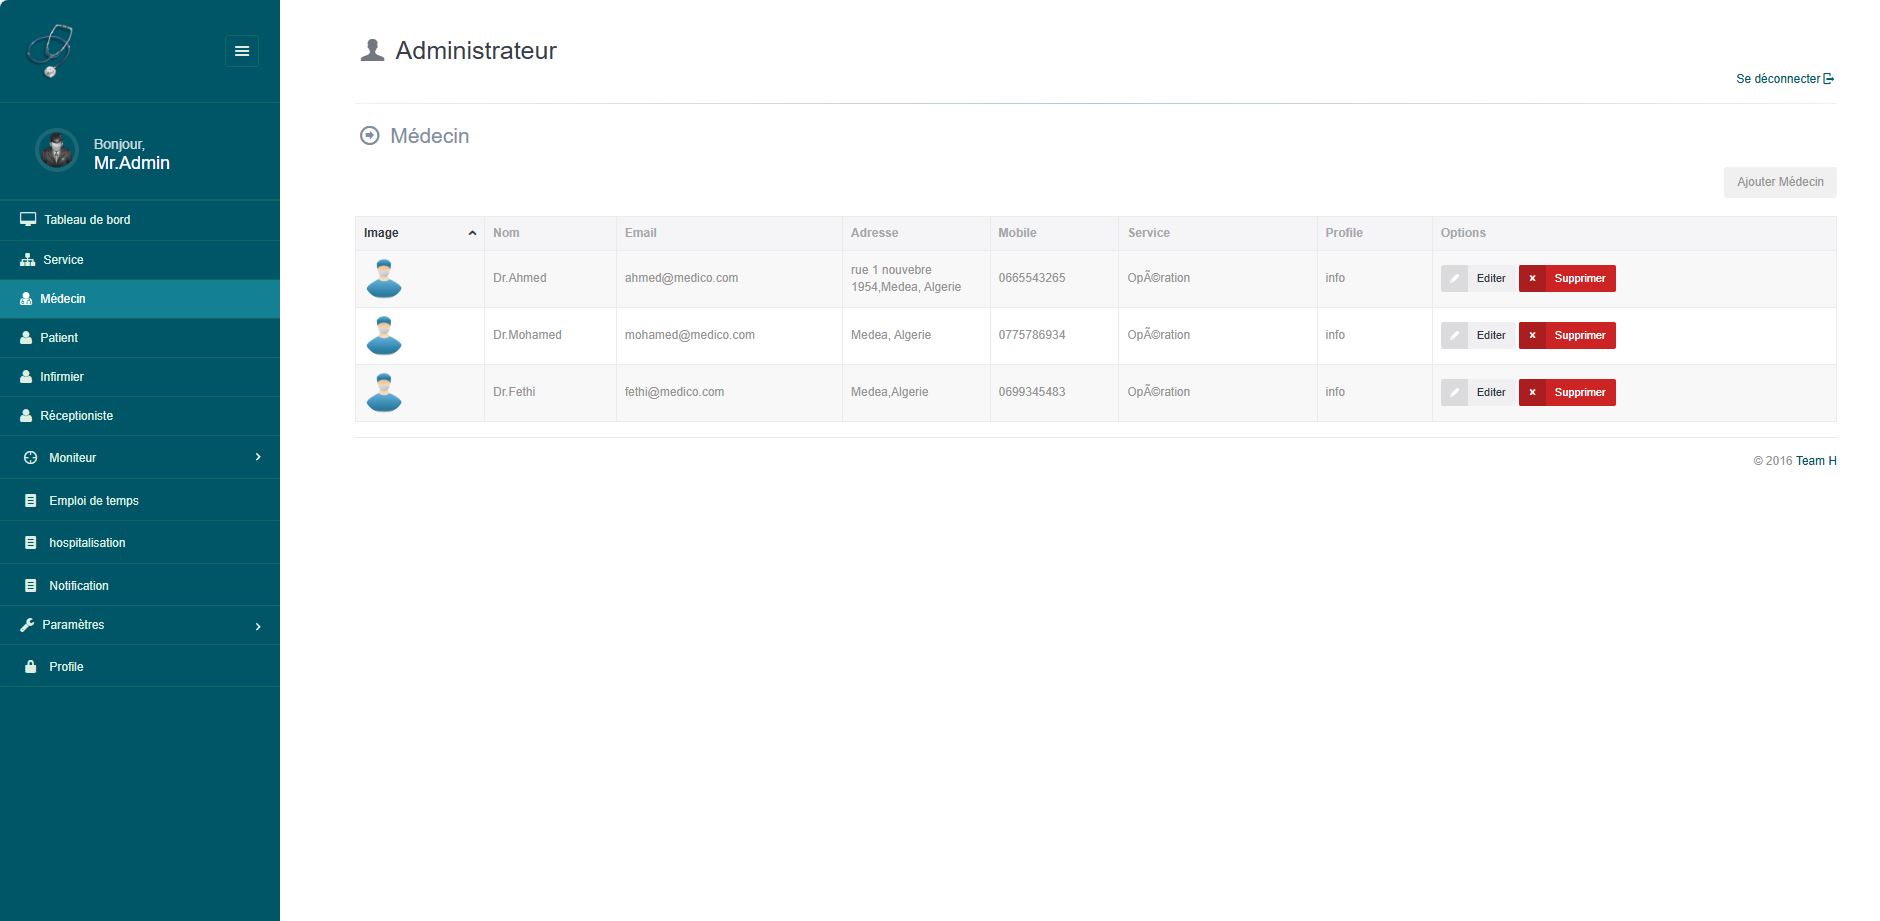 Administrateur
Se déconnecter
Bonjour,
Mr.Admin
Tableau de bord
Service
Médecin
Patient
Infirmier
Réceptioniste
Moniteur
Emploi de temps
hospitalisation
Notification
Paramètres
Profile
Médecin
Ajouter Médecin
Image Nom Email Adresse Mobile Service Profile Options
Dr.Ahmed ahmed@medico.com rue 1 nouvebre 1954,Medea, Algerie 0665543265 OpÃ©ration info Editer Supprimer
Dr.Mohamed mohamed@medico.com Medea, Algerie 0775786934 OpÃ©ration info Editer Supprimer
Dr.Fethi fethi@medico.com Medea,Algerie 0699345483 OpÃ©ration info Editer Supprimer
© 2016 Team H